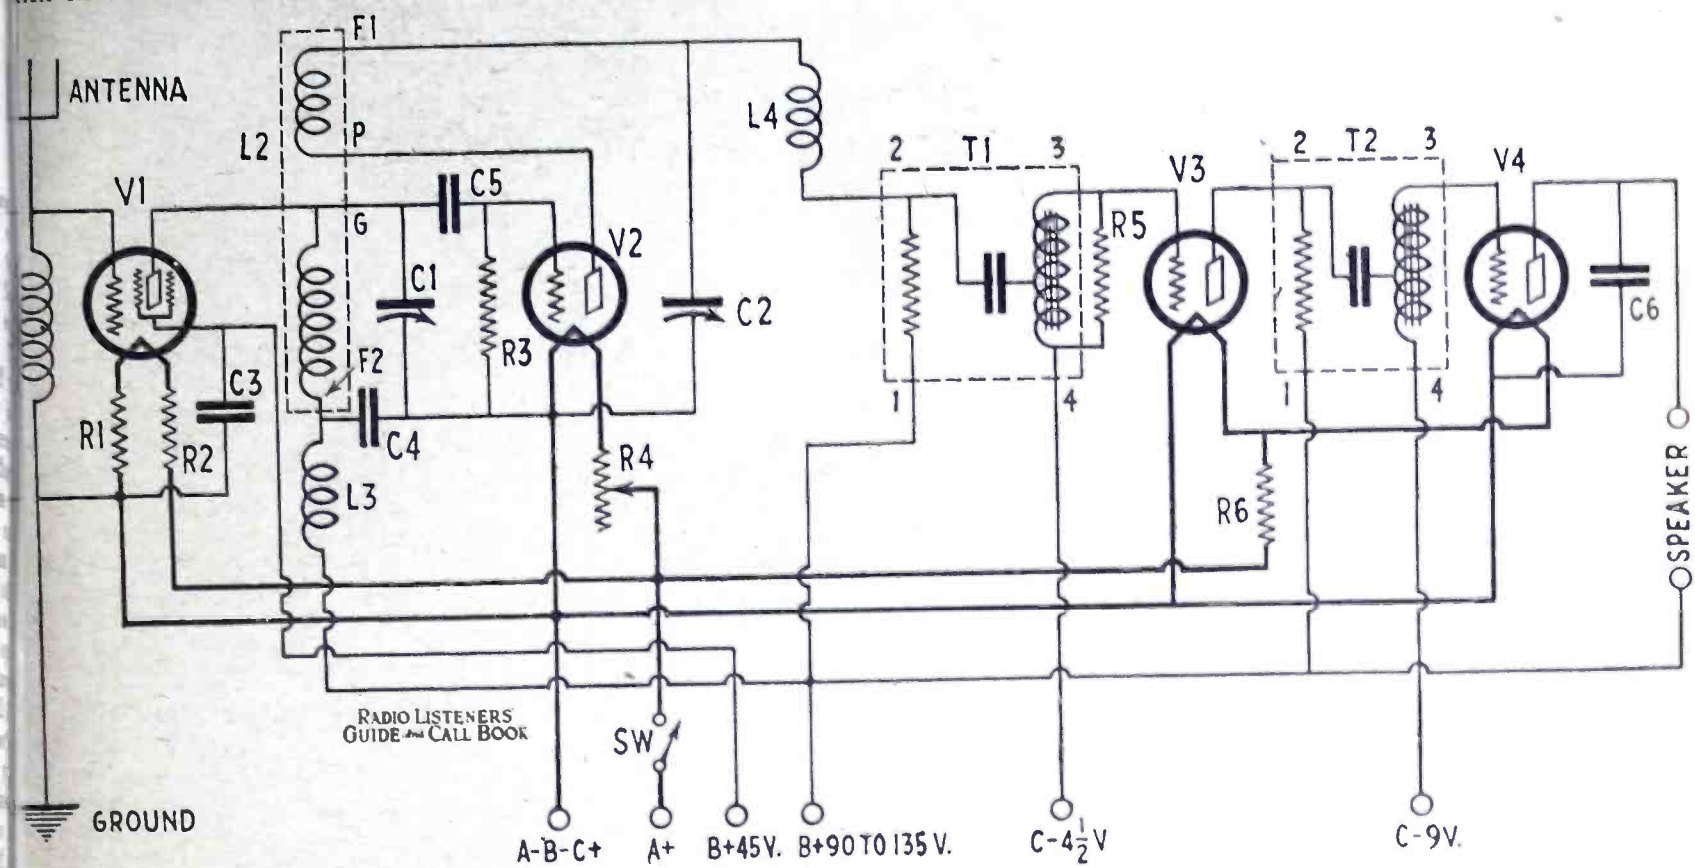 F1
ANTENNA
L2
P
L4
2 T1 3
2 T2 3
V1
C5
V3
V4
G
V2
R5
C1
C2
C6
R3
F2
C3
1
4
1
4
R1
R2
C4
R4
L3
R6
SPEAKER
RADIO LISTENERS
GUIDE and CALL BOOK
SW
GROUND
A-B-C+ A+ B+45V. B+90 TO 135 V. C-4½V C-9V.